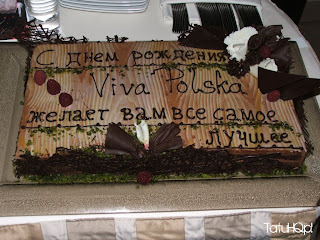 С Днем рождения
Viva Polska
желает вам все самое
лучшее
TatuHQ.pl